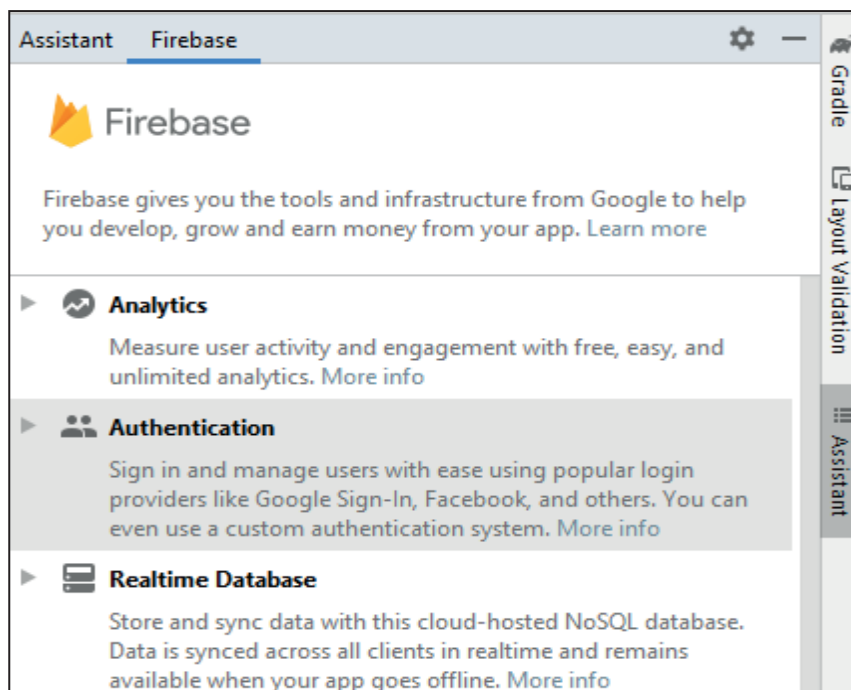 Assistant Firebase
Firebase
Firebase gives you the tools and infrastructure from Google to help
you develop, grow and earn money from your app. Learn more
Analytics
Measure user activity and engagement with free, easy, and
unlimited analytics. More info
Authentication
Sign in and manage users with ease using popular login
providers like Google Sign-In, Facebook, and others. You can
even use a custom authentication system. More info
Realtime Database
Store and sync data with this cloud-hosted NoSQL database.
Data is synced across all clients in realtime and remains
available when your app goes offline. More info
Gradle
Layout Validation
Assistant